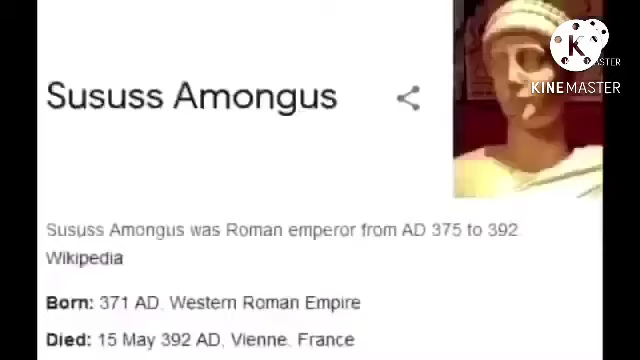 K
MASTER
KINEMASTER
Sususs Amongus
Sususs Amongus was Roman emperor from AD 375 to 392.
Wikipedia
Born: 371 AD, Western Roman Empire
Died: 15 May 392 AD, Vienne, France